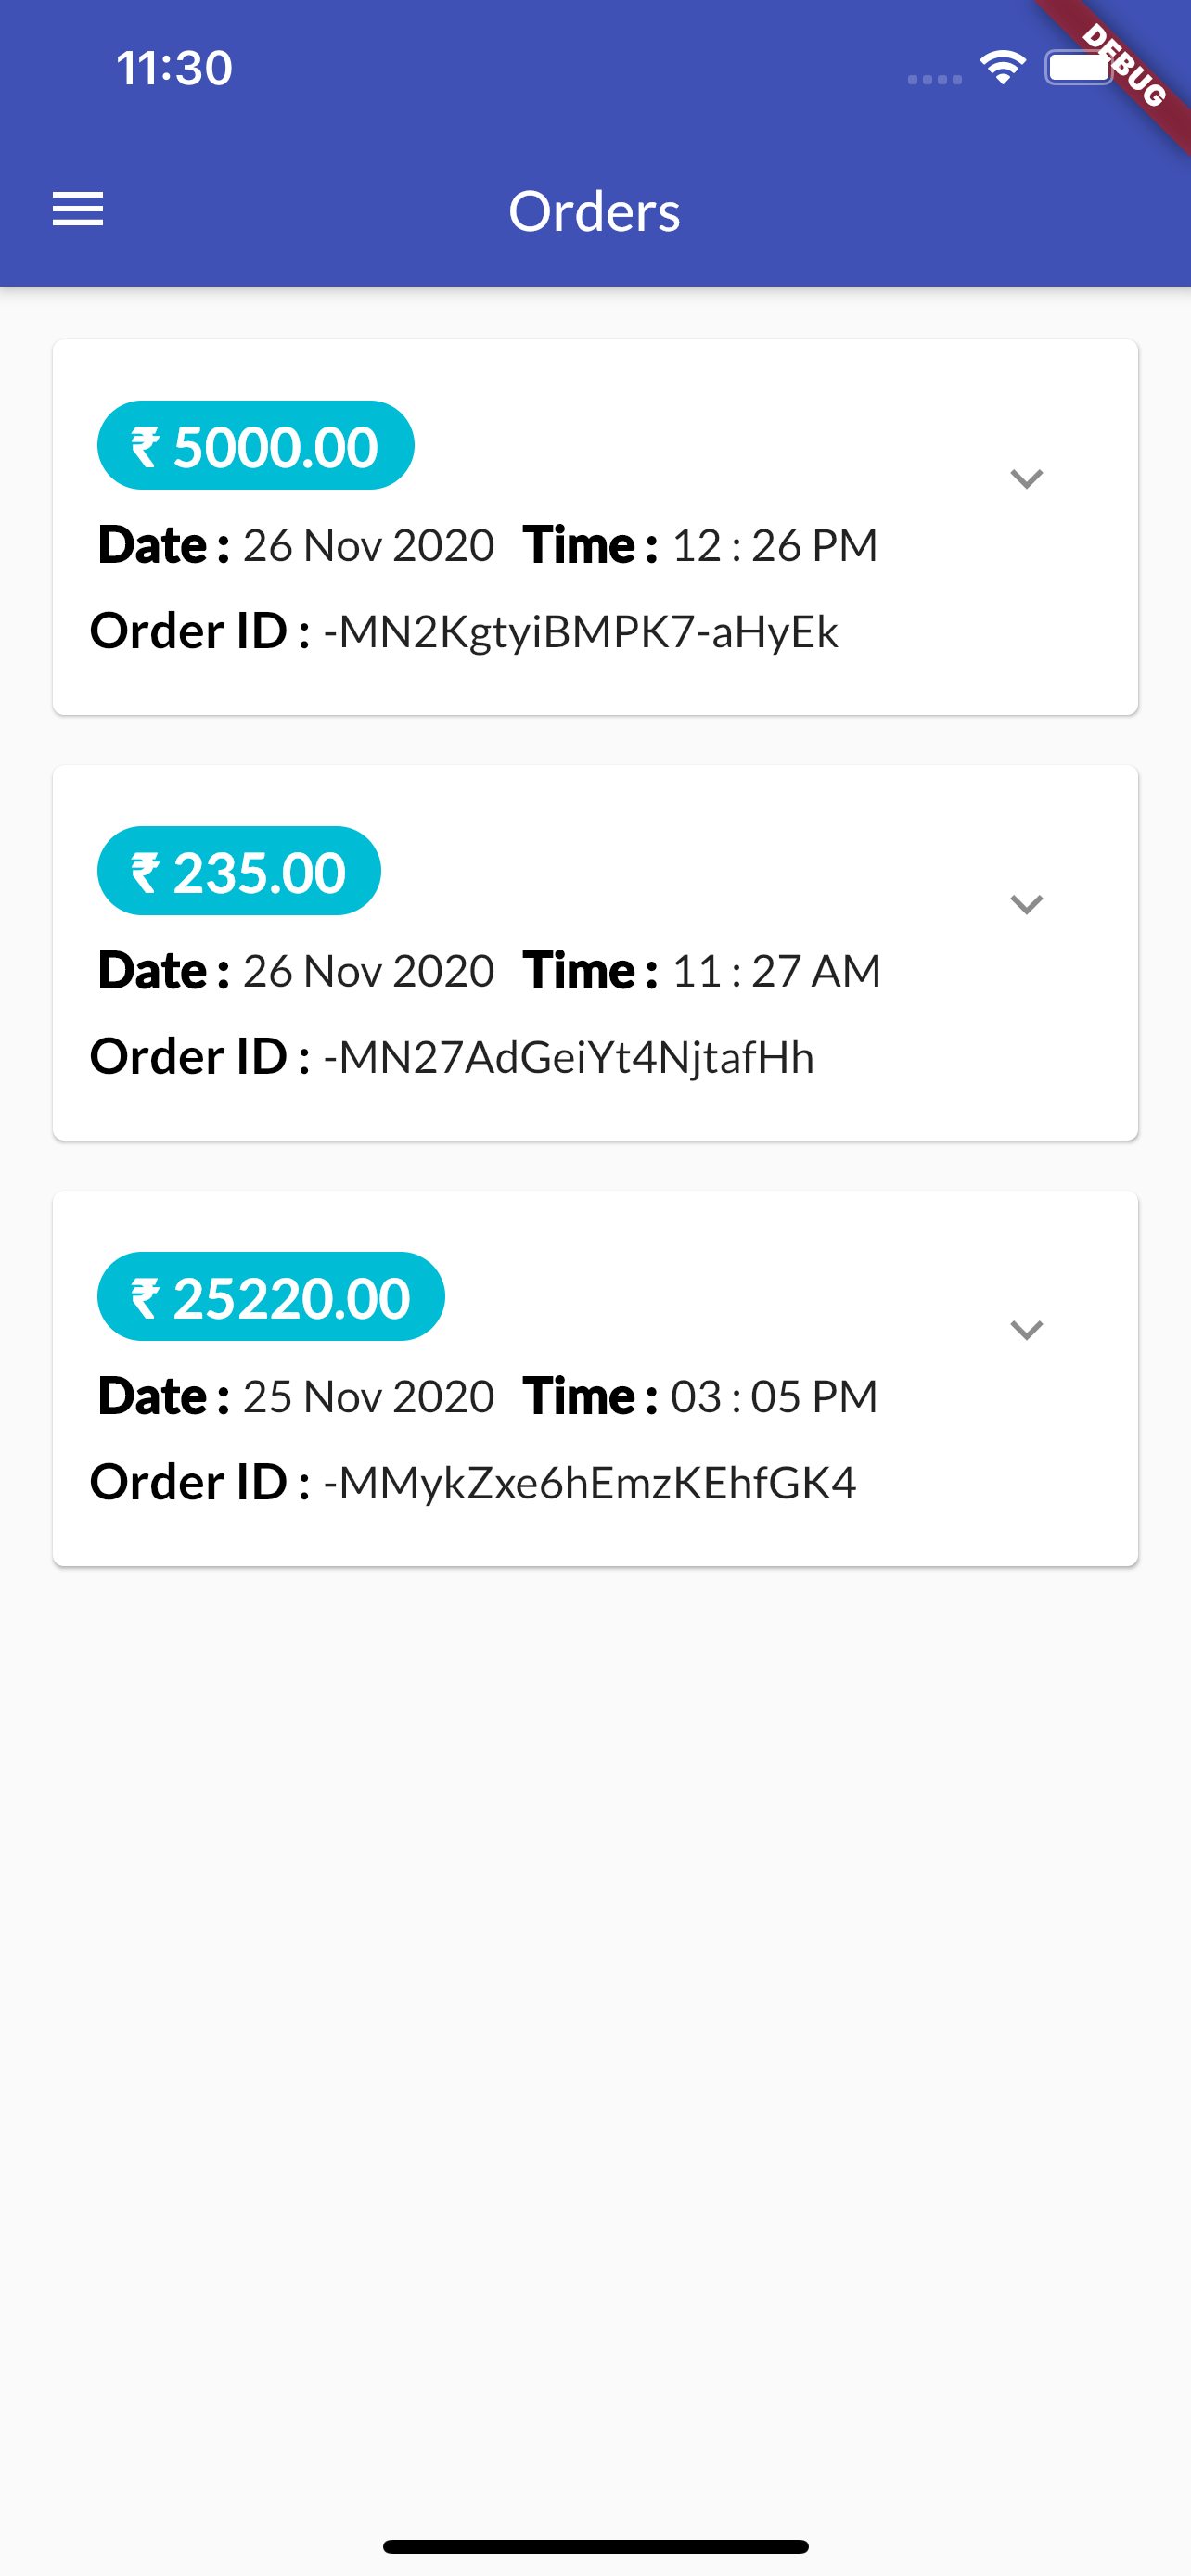 11:30
DEBUG
Orders
₹ 5000.00
Date : 26 Nov 2020 Time : 12 : 26 PM
Order ID : -MN2KgtyiBMPK7-aHyEk
₹ 235.00
Date : 26 Nov 2020 Time : 11 : 27 AM
Order ID : -MN27AdGeiYt4NjtafHh
₹ 25220.00
Date : 25 Nov 2020 Time : 03 : 05 PM
Order ID : -MMykZxe6hEmzKEhfGK4